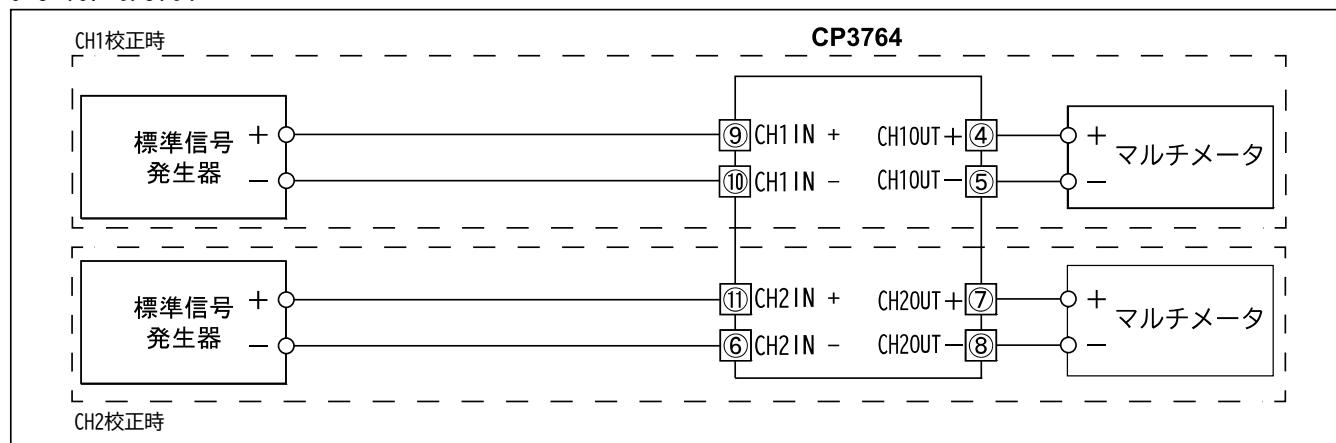 CH1校正時
CP3764
標準信号
発生器
+
−
⑨ CH1IN +
⑩ CH1IN −
CH1OUT+ ④
CH1OUT− ⑤
+
−
マルチメータ
標準信号
発生器
+
−
⑪ CH2IN +
⑥ CH2IN −
CH2OUT+ ⑦
CH2OUT− ⑧
+
−
マルチメータ
CH2校正時